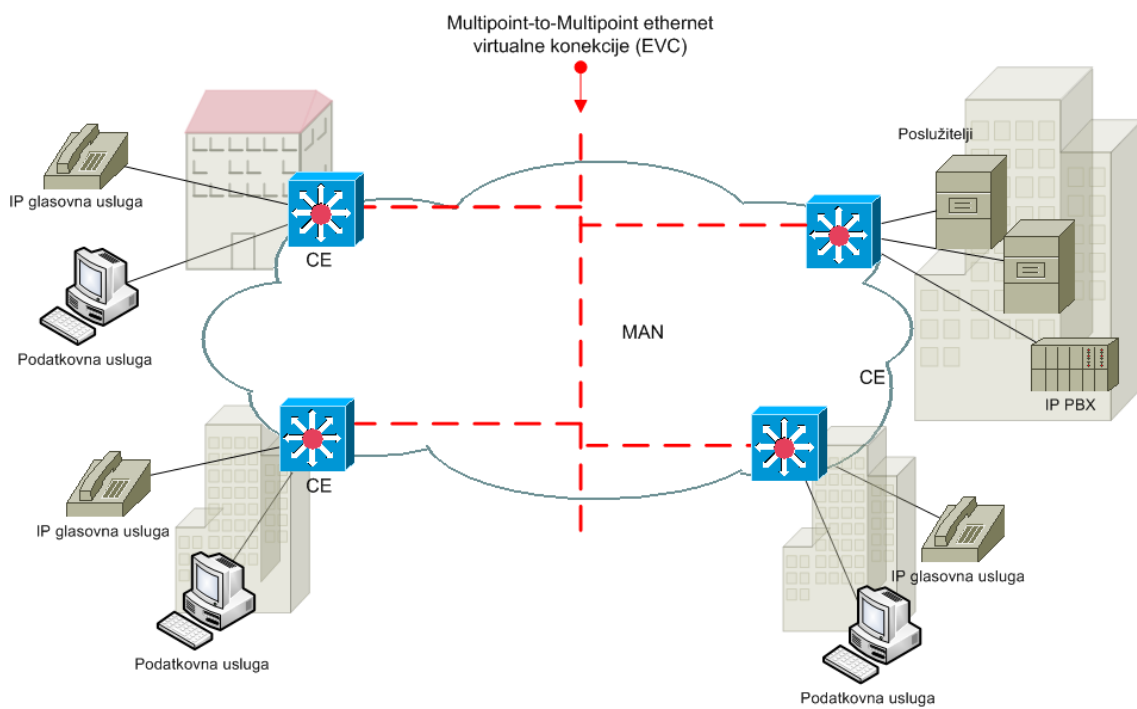 Multipoint-to-Multipoint ethernet
virtualne konekcije (EVC)
Poslužitelji
IP glasovna usluga
CE
Podatkovna usluga
MAN
CE
IP PBX
CE
IP glasovna usluga
IP glasovna usluga
Podatkovna usluga
Podatkovna usluga